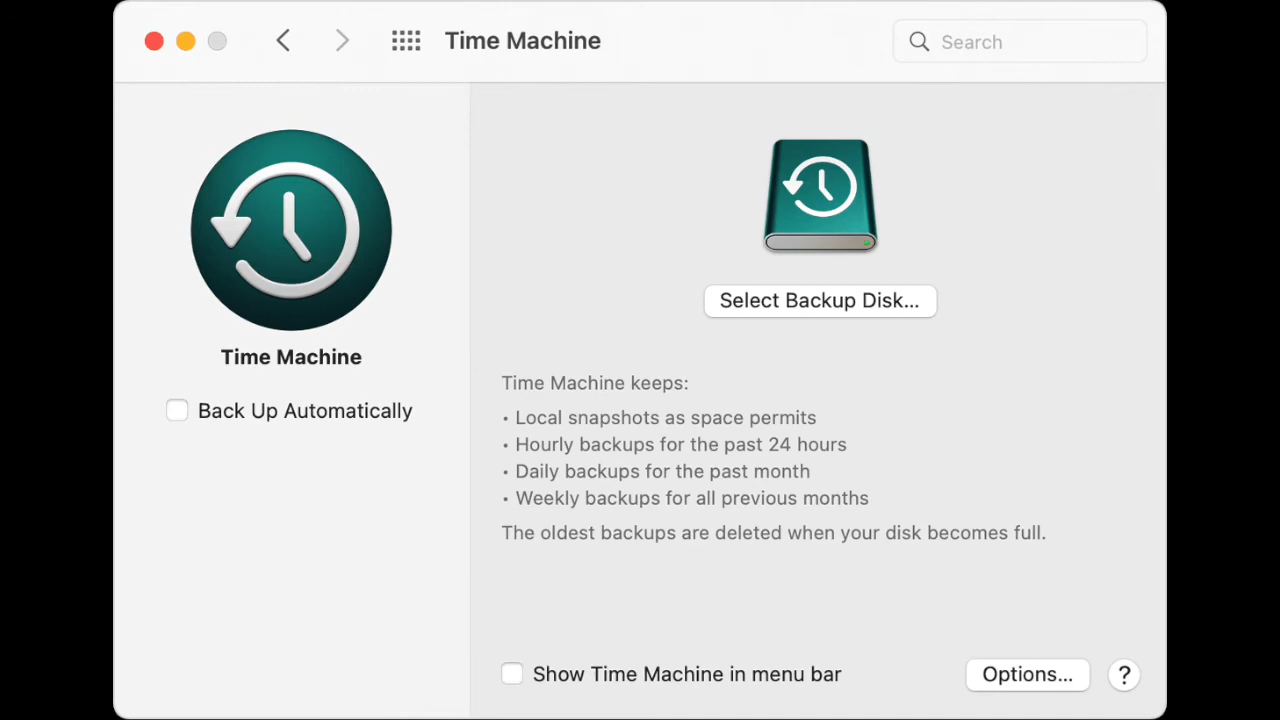 Time Machine
Search
Time Machine
Back Up Automatically
Select Backup Disk...
Time Machine keeps:
• Local snapshots as space permits
• Hourly backups for the past 24 hours
• Daily backups for the past month
• Weekly backups for all previous months
The oldest backups are deleted when your disk becomes full.
Show Time Machine in menu bar
Options...
?